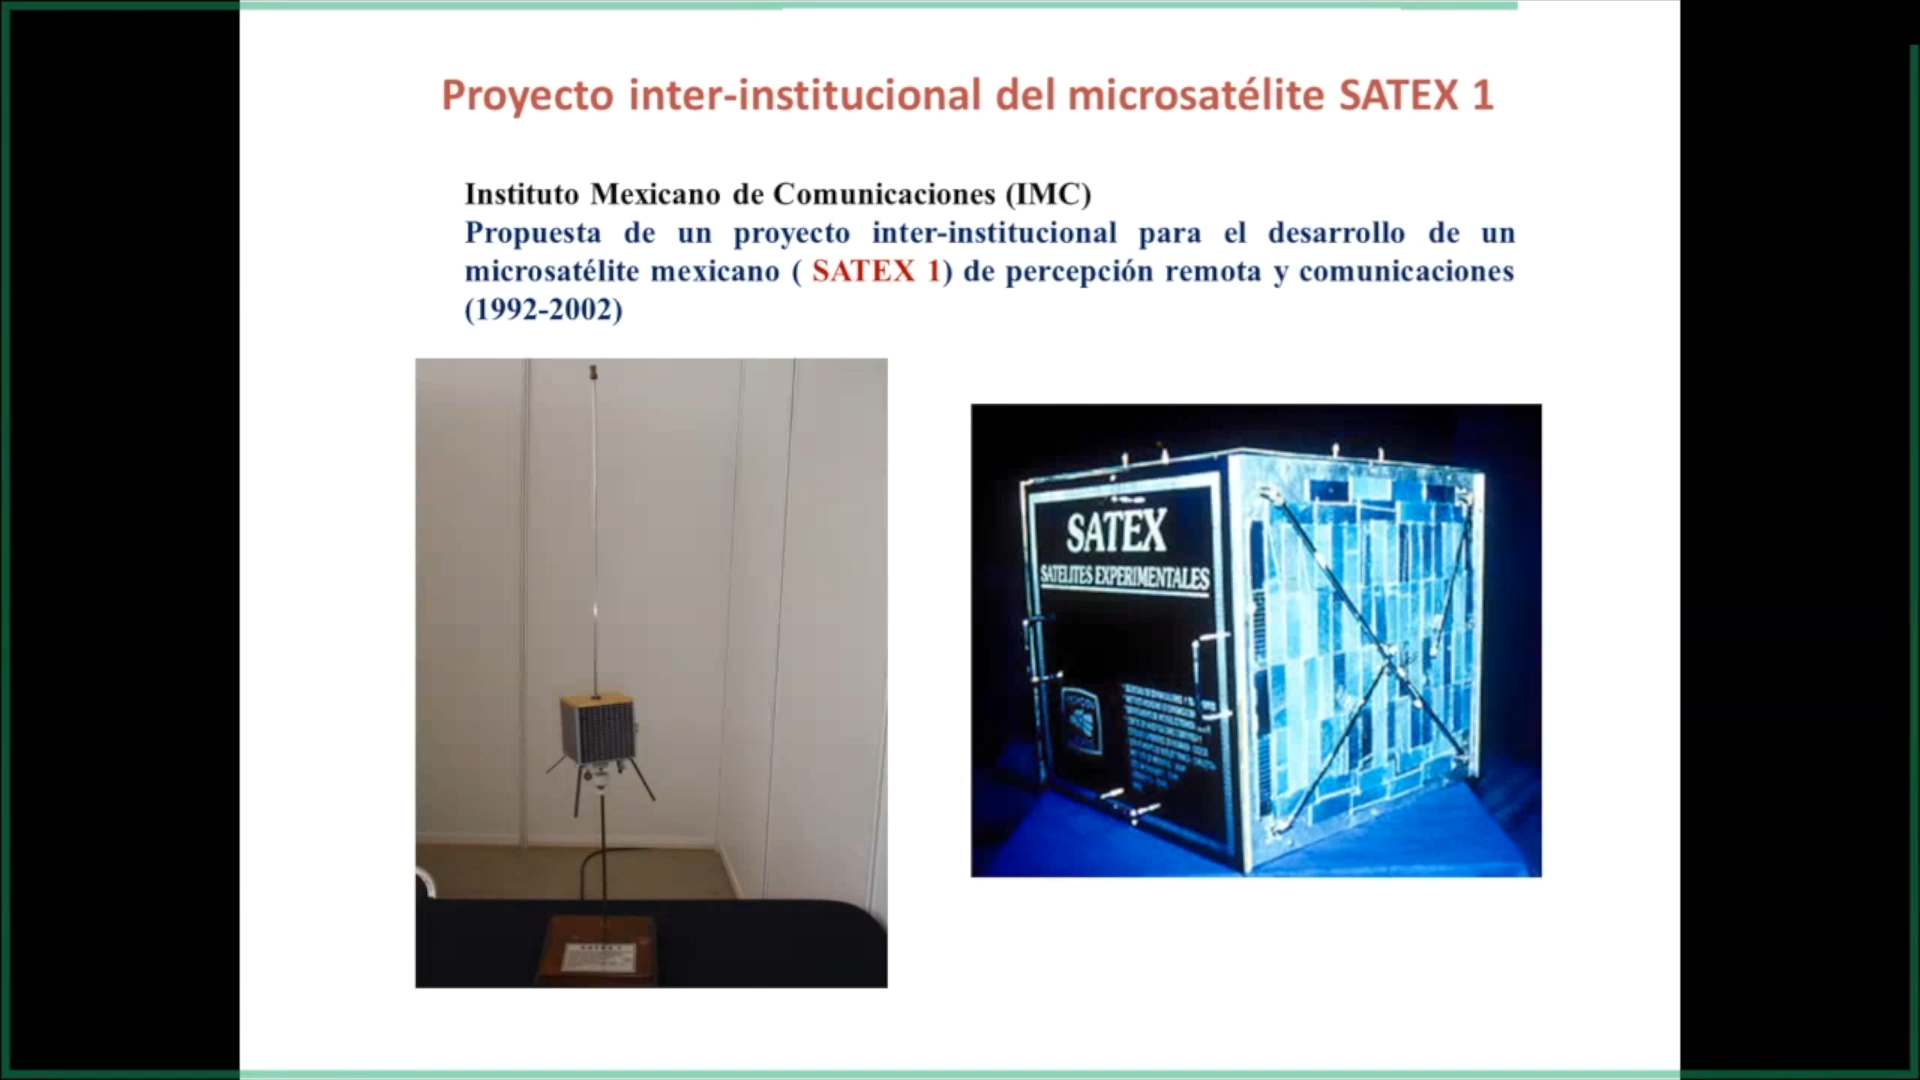 Proyecto inter-institucional del microsatélite SATEX 1
Instituto Mexicano de Comunicaciones (IMC)
Propuesta de un proyecto inter-institucional para el desarrollo de un
microsatélite mexicano ( SATEX 1) de percepción remota y comunicaciones
(1992-2002)
SATEX
SATELITES EXPERIMENTALES